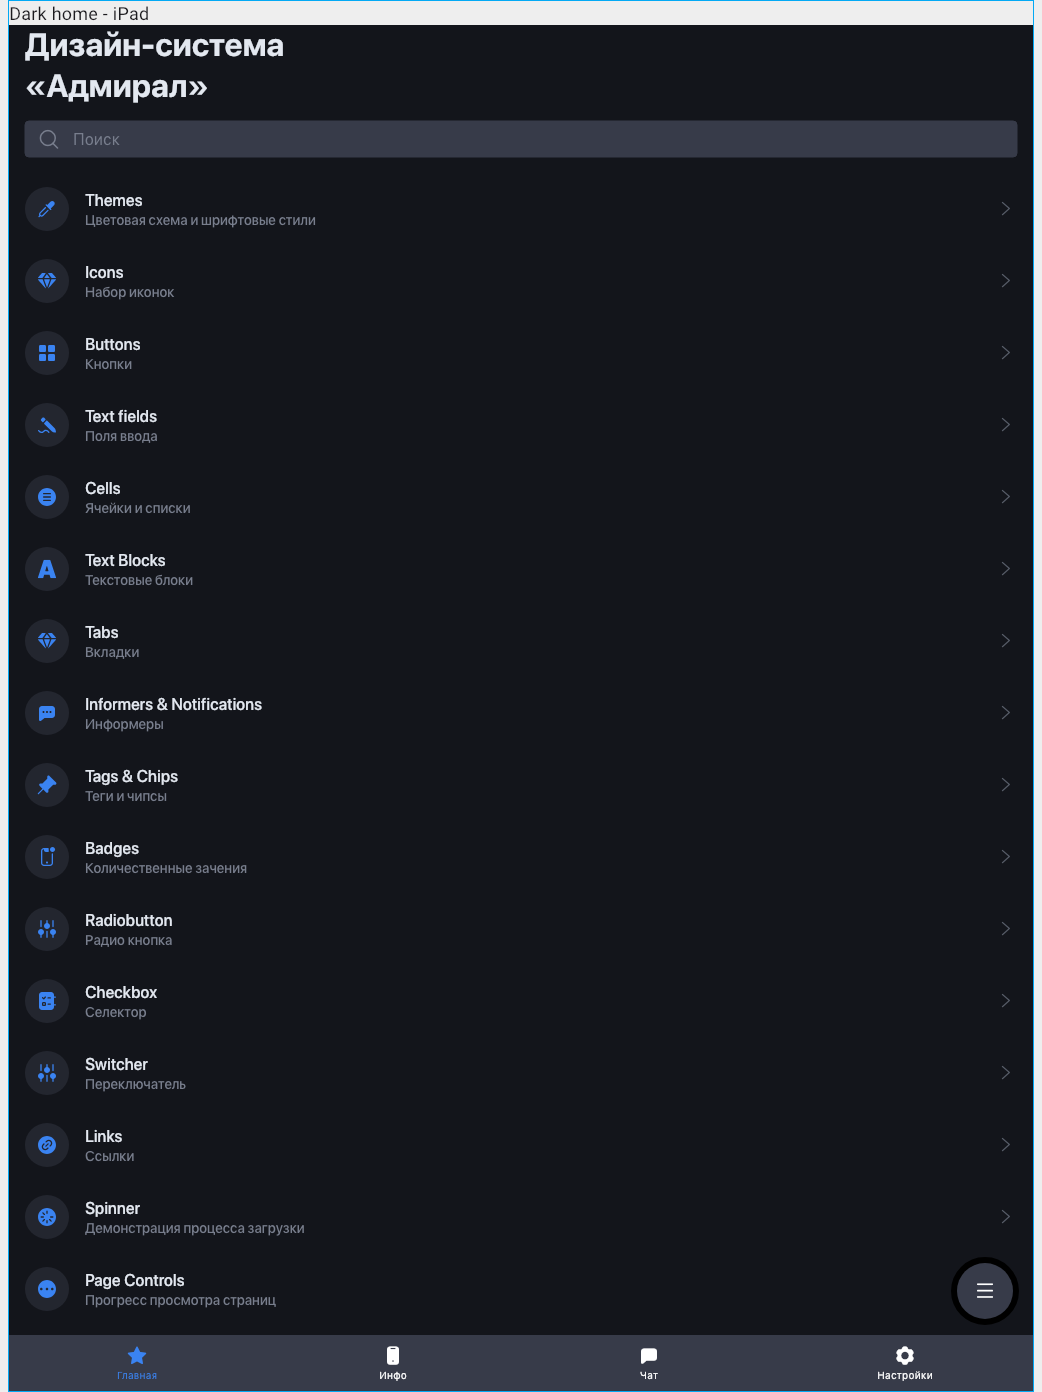 Dark home - iPad
Дизайн-система
«Адмирал»
Поиск
Themes
Цветовая схема и шрифтовые стили
Icons
Набор иконок
Buttons
Кнопки
Text fields
Поля ввода
Cells
Ячейки и списки
Text Blocks
Текстовые блоки
Tabs
Вкладки
Informers & Notifications
Информеры
Tags & Chips
Теги и чипсы
Badges
Количественные зачения
Radiobutton
Радио кнопка
Checkbox
Селектор
Switcher
Переключатель
Links
Ссылки
Spinner
Демонстрация процесса загрузки
Page Controls
Прогресс просмотра страниц
Главная
Инфо
Чат
Настройки